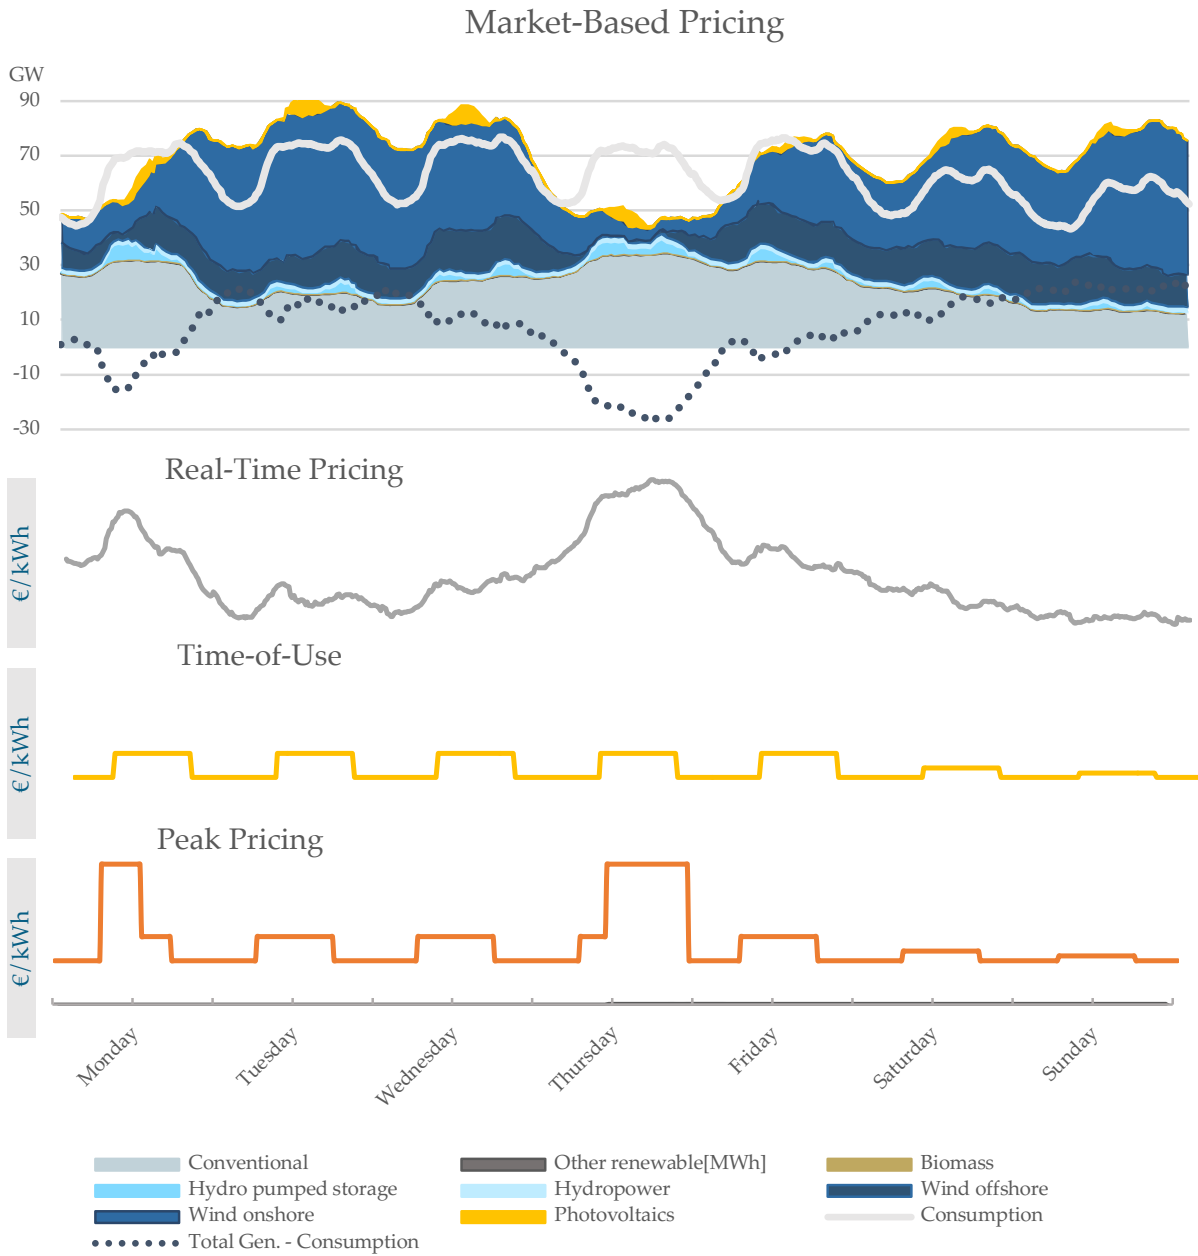 Market-Based Pricing
GW
90
70
50
30
10
-10
-30
Real-Time Pricing
€/kWh
Time-of-Use
€/kWh
Peak Pricing
€/kWh
Monday
Tuesday
Wednesday
Thursday
Friday
Saturday
Sunday
Conventional
Other renewable[MWh]
Biomass
Hydro pumped storage
Hydropower
Wind offshore
Wind onshore
Photovoltaics
Consumption
Total Gen. - Consumption